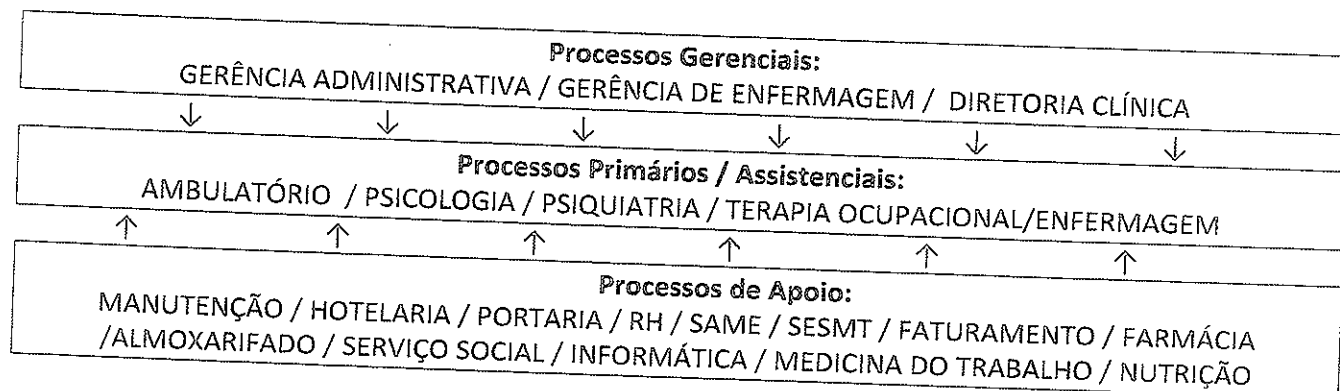 Processos Gerenciais:
GERÊNCIA ADMINISTRATIVA / GERÊNCIA DE ENFERMAGEM / DIRETORIA CLÍNICA
↓ ↓ ↓ ↓ ↓ ↓
Processos Primários / Assistenciais:
AMBULATÓRIO / PSICOLOGIA / PSIQUIATRIA / TERAPIA OCUPACIONAL/ENFERMAGEM
↑ ↑ ↑ ↑ ↑ ↑
Processos de Apoio:
MANUTENÇÃO / HOTELARIA / PORTARIA / RH / SAME / SESMT / FATURAMENTO / FARMÁCIA
/ALMOXARIFADO / SERVIÇO SOCIAL / INFORMÁTICA / MEDICINA DO TRABALHO / NUTRIÇÃO